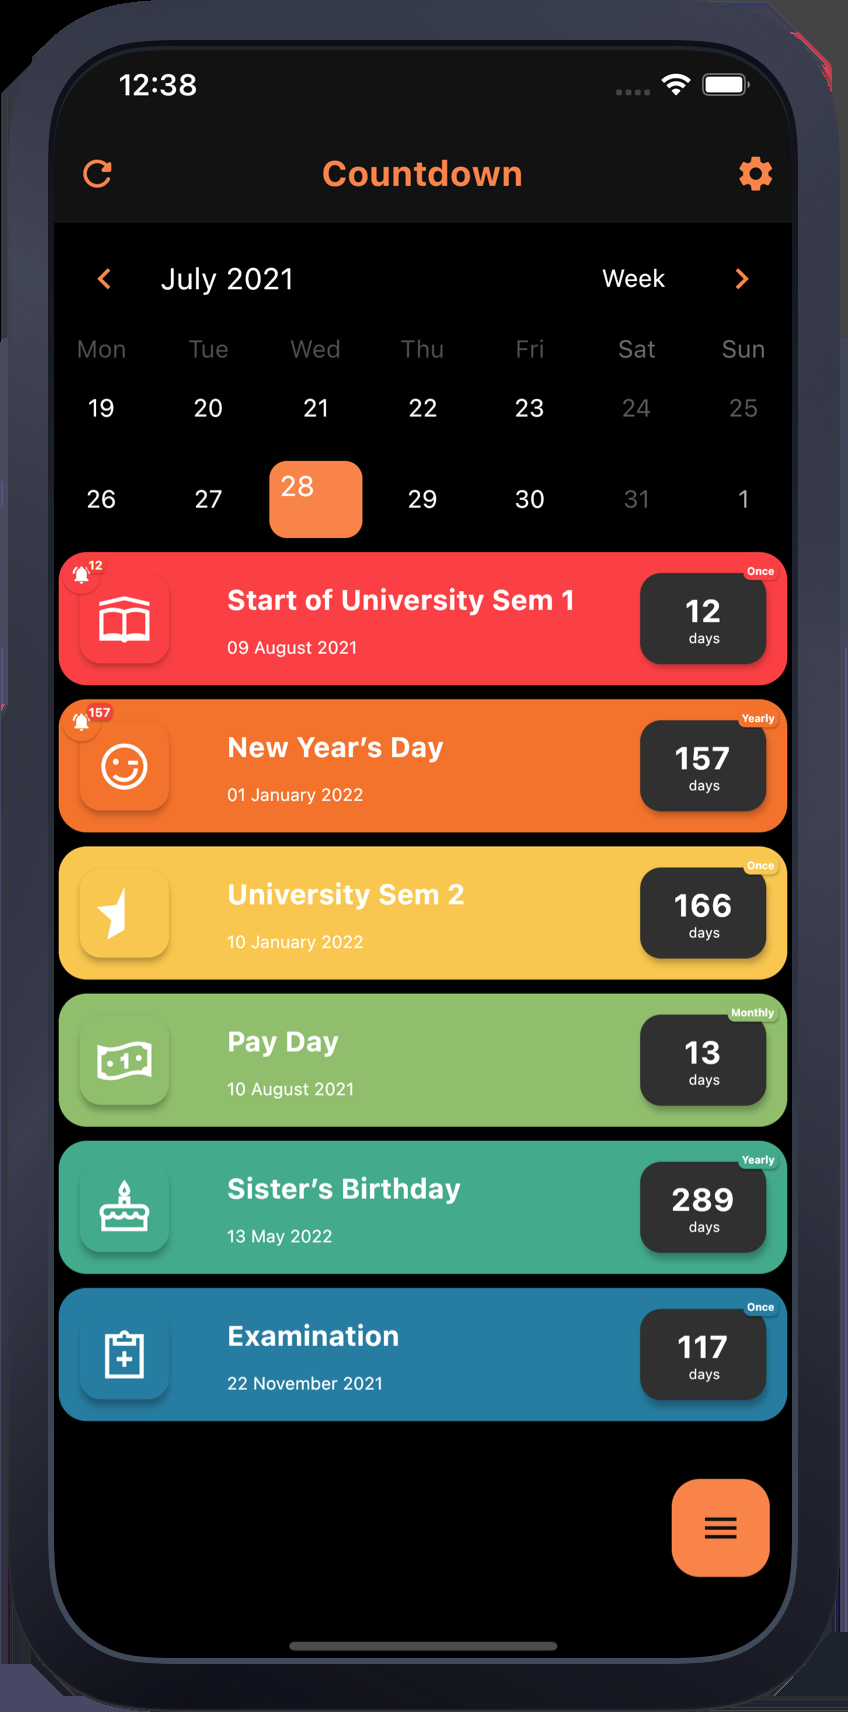 12:38
Countdown
July 2021 Week
Mon Tue Wed Thu Fri Sat Sun
19 20 21 22 23 24 25
26 27 28 29 30 31 1
12
Once
Start of University Sem 1
09 August 2021
12
days
157
Yearly
New Year's Day
01 January 2022
157
days
Once
University Sem 2
10 January 2022
166
days
Monthly
Pay Day
10 August 2021
1
13
days
Yearly
Sister's Birthday
13 May 2022
289
days
Once
Examination
22 November 2021
117
days